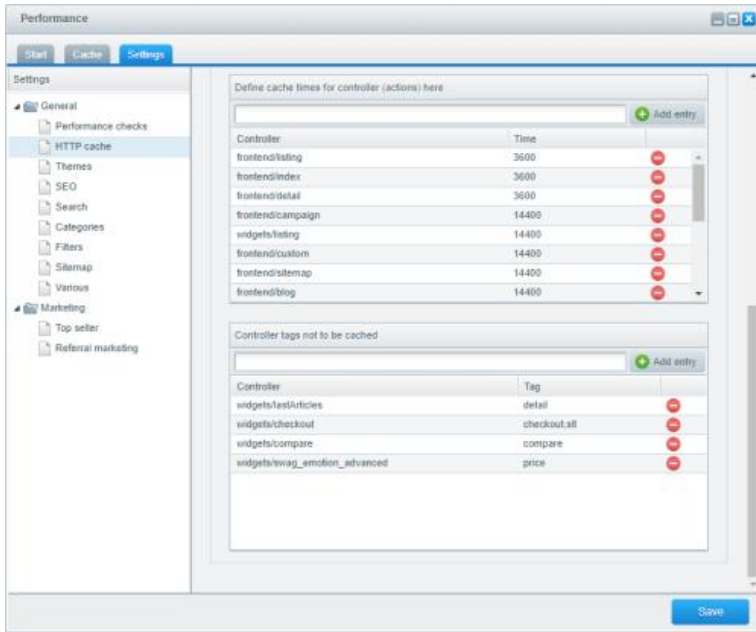 Performance
Start Cache Settings
Settings
General
Performance checks
HTTP cache
Themes
SEO
Search
Categories
Filters
Sitemap
Various
Marketing
Top seller
Referral marketing
Define cache times for controller (actions) here
Add entry
Controller Time
frontend/listing 3600
frontend/index 3600
frontend/detail 3600
frontend/campaign 14400
widgets/listing 14400
frontend/custom 14400
frontend/sitemap 14400
frontend/blog 14400
Controller tags not to be cached
Add entry
Controller Tag
widgets/lastArticles detail
widgets/checkout checkout,slt
widgets/compare compare
widgets/swag_emotion_advanced price
Save